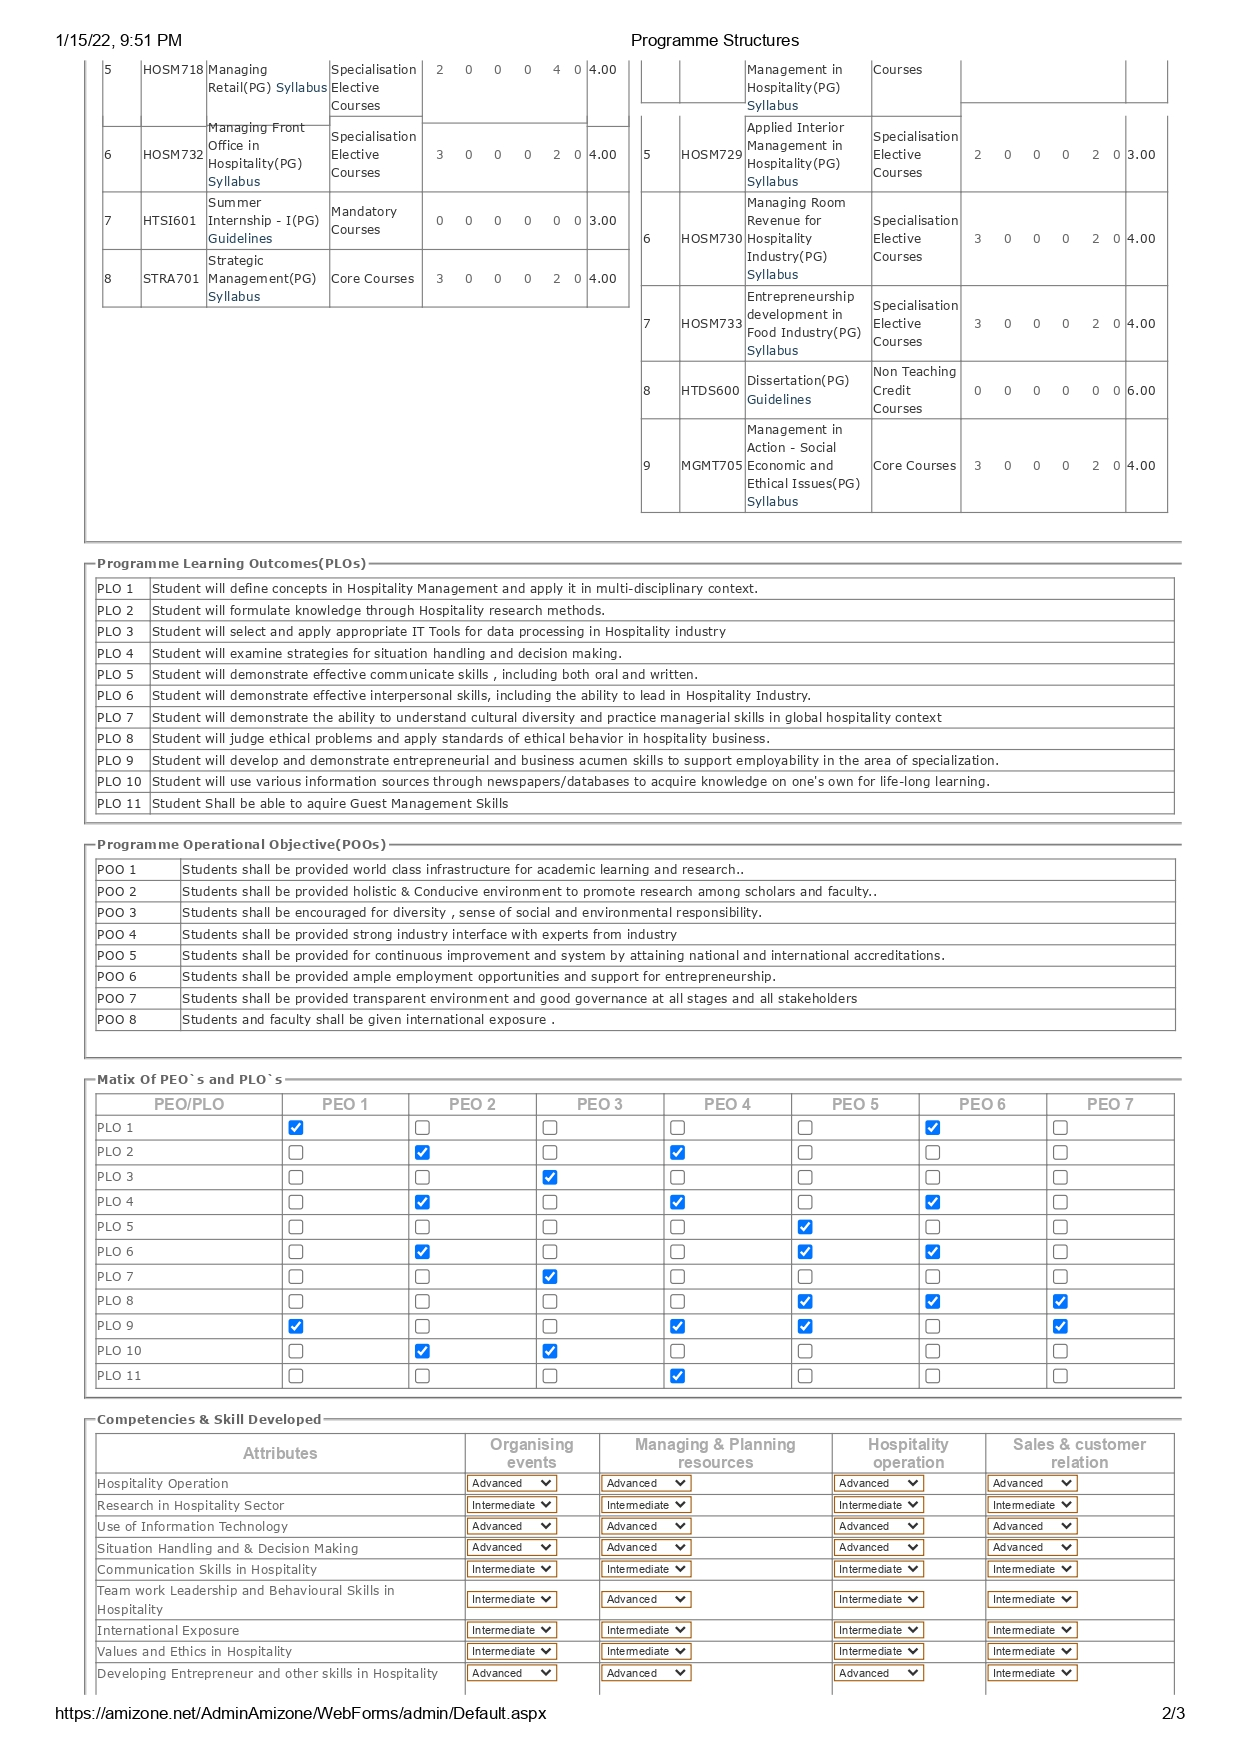 1/15/22, 9:51 PM Programme Structures
5 HOSM718 Managing Retail(PG) Syllabus Specialisation Elective Courses 2 0 0 0 4 0 4.00
6 HOSM732 Managing Front Office in Hospitality(PG) Syllabus Specialisation Elective Courses 3 0 0 0 2 0 4.00
7 HTSI601 Summer Internship - I(PG) Guidelines Mandatory Courses 0 0 0 0 0 0 3.00
8 STRA701 Strategic Management(PG) Syllabus Core Courses 3 0 0 0 2 0 4.00
Management in Hospitality(PG) Syllabus Courses
5 HOSM729 Applied Interior Management in Hospitality(PG) Syllabus Specialisation Elective Courses 2 0 0 0 2 0 3.00
6 HOSM730 Managing Room Revenue for Hospitality Industry(PG) Syllabus Specialisation Elective Courses 3 0 0 0 2 0 4.00
7 HOSM733 Entrepreneurship development in Food Industry(PG) Syllabus Specialisation Elective Courses 3 0 0 0 2 0 4.00
8 HTDS600 Dissertation(PG) Guidelines Non Teaching Credit Courses 0 0 0 0 0 0 6.00
9 MGMT705 Management in Action - Social Economic and Ethical Issues(PG) Syllabus Core Courses 3 0 0 0 2 0 4.00
Programme Learning Outcomes(PLOs)
PLO 1 Student will define concepts in Hospitality Management and apply it in multi-disciplinary context.
PLO 2 Student will formulate knowledge through Hospitality research methods.
PLO 3 Student will select and apply appropriate IT Tools for data processing in Hospitality industry
PLO 4 Student will examine strategies for situation handling and decision making.
PLO 5 Student will demonstrate effective communicate skills , including both oral and written.
PLO 6 Student will demonstrate effective interpersonal skills, including the ability to lead in Hospitality Industry.
PLO 7 Student will demonstrate the ability to understand cultural diversity and practice managerial skills in global hospitality context
PLO 8 Student will judge ethical problems and apply standards of ethical behavior in hospitality business.
PLO 9 Student will develop and demonstrate entrepreneurial and business acumen skills to support employability in the area of specialization.
PLO 10 Student will use various information sources through newspapers/databases to acquire knowledge on one's own for life-long learning.
PLO 11 Student Shall be able to aquire Guest Management Skills
Programme Operational Objective(POOs)
POO 1 Students shall be provided world class infrastructure for academic learning and research..
POO 2 Students shall be provided holistic & Conducive environment to promote research among scholars and faculty..
POO 3 Students shall be encouraged for diversity , sense of social and environmental responsibility.
POO 4 Students shall be provided strong industry interface with experts from industry
POO 5 Students shall be provided for continuous improvement and system by attaining national and international accreditations.
POO 6 Students shall be provided ample employment opportunities and support for entrepreneurship.
POO 7 Students shall be provided transparent environment and good governance at all stages and all stakeholders
POO 8 Students and faculty shall be given international exposure .
Matix Of PEO`s and PLO`s
PEO/PLO PEO 1 PEO 2 PEO 3 PEO 4 PEO 5 PEO 6 PEO 7
PLO 1
PLO 2
PLO 3
PLO 4
PLO 5
PLO 6
PLO 7
PLO 8
PLO 9
PLO 10
PLO 11
Competencies & Skill Developed
Attributes Organising events Managing & Planning resources Hospitality operation Sales & customer relation
Hospitality Operation Advanced Advanced Advanced Advanced
Research in Hospitality Sector Intermediate Intermediate Intermediate Intermediate
Use of Information Technology Advanced Advanced Advanced Advanced
Situation Handling and & Decision Making Advanced Advanced Advanced Advanced
Communication Skills in Hospitality Intermediate Intermediate Intermediate Intermediate
Team work Leadership and Behavioural Skills in Hospitality Intermediate Advanced Intermediate Intermediate
International Exposure Intermediate Intermediate Intermediate Intermediate
Values and Ethics in Hospitality Intermediate Intermediate Intermediate Intermediate
Developing Entrepreneur and other skills in Hospitality Advanced Advanced Advanced Intermediate
https://amizone.net/AdminAmizone/WebForms/admin/Default.aspx 2/3